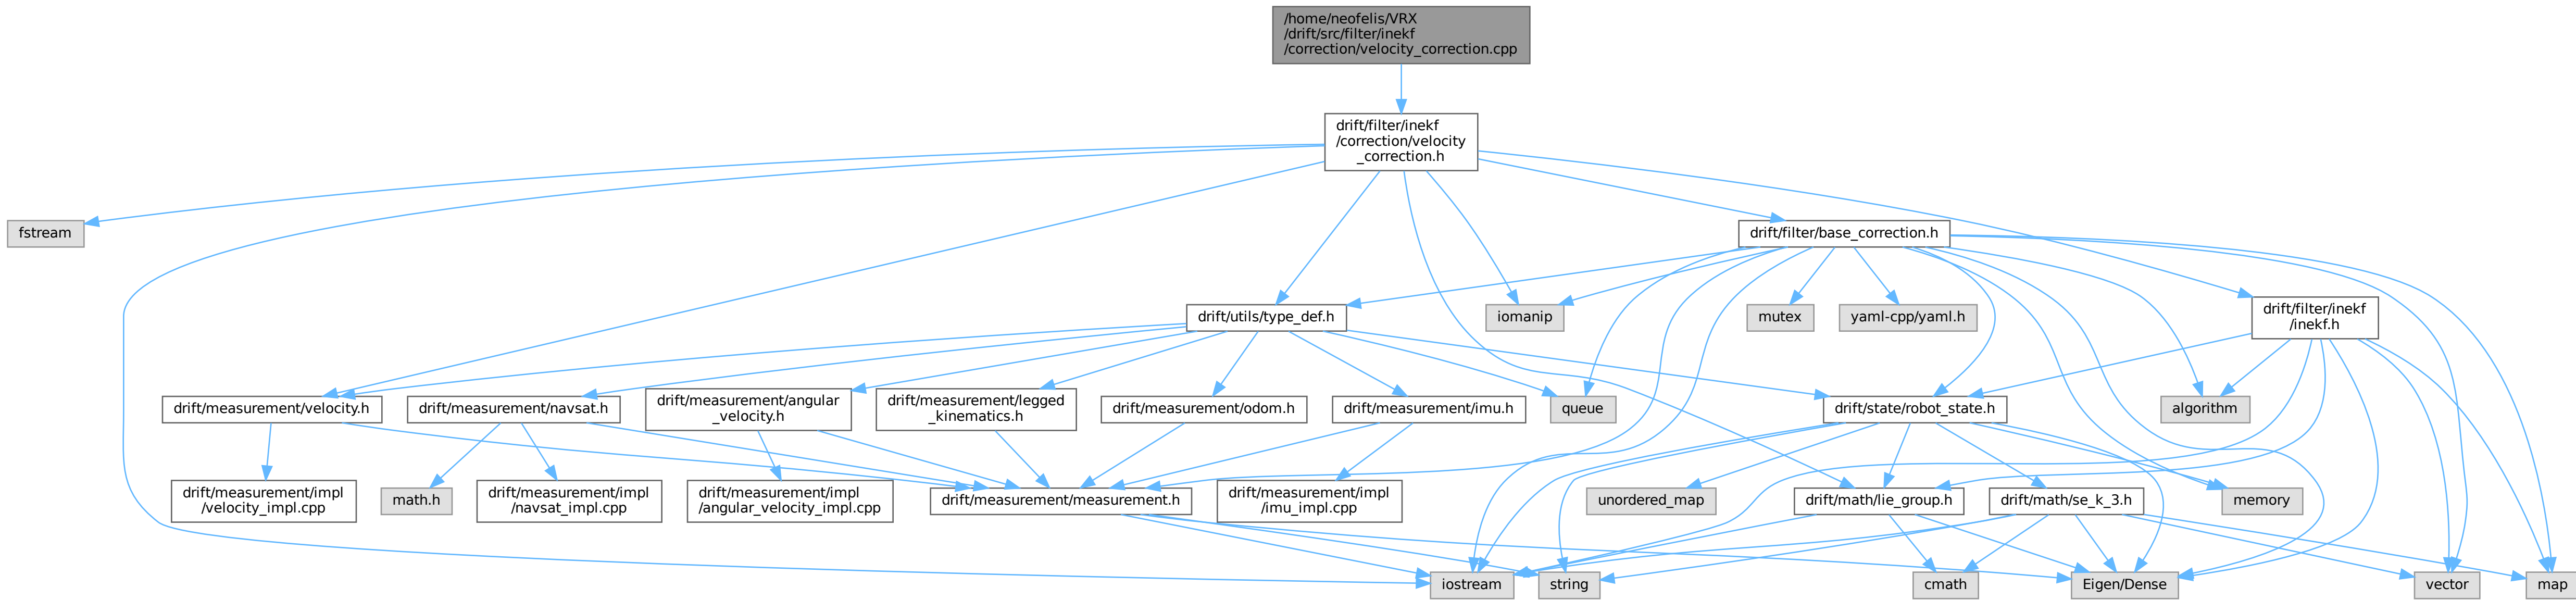 /home/neofelis/VRX
/drift/src/filter/inekf
/correction/velocity_correction.cpp
drift/filter/inekf
/correction/velocity
_correction.h
fstream
drift/filter/base_correction.h
drift/utils/type_def.h
iomanip
mutex
yaml-cpp/yaml.h
drift/filter/inekf
/inekf.h
drift/measurement/velocity.h
drift/measurement/navsat.h
drift/measurement/angular
_velocity.h
drift/measurement/legged
_kinematics.h
drift/measurement/odom.h
drift/measurement/imu.h
queue
drift/state/robot_state.h
algorithm
drift/measurement/impl
/velocity_impl.cpp
math.h
drift/measurement/impl
/navsat_impl.cpp
drift/measurement/impl
/angular_velocity_impl.cpp
drift/measurement/measurement.h
drift/measurement/impl
/imu_impl.cpp
unordered_map
drift/math/lie_group.h
drift/math/se_k_3.h
memory
iostream
string
cmath
Eigen/Dense
vector
map